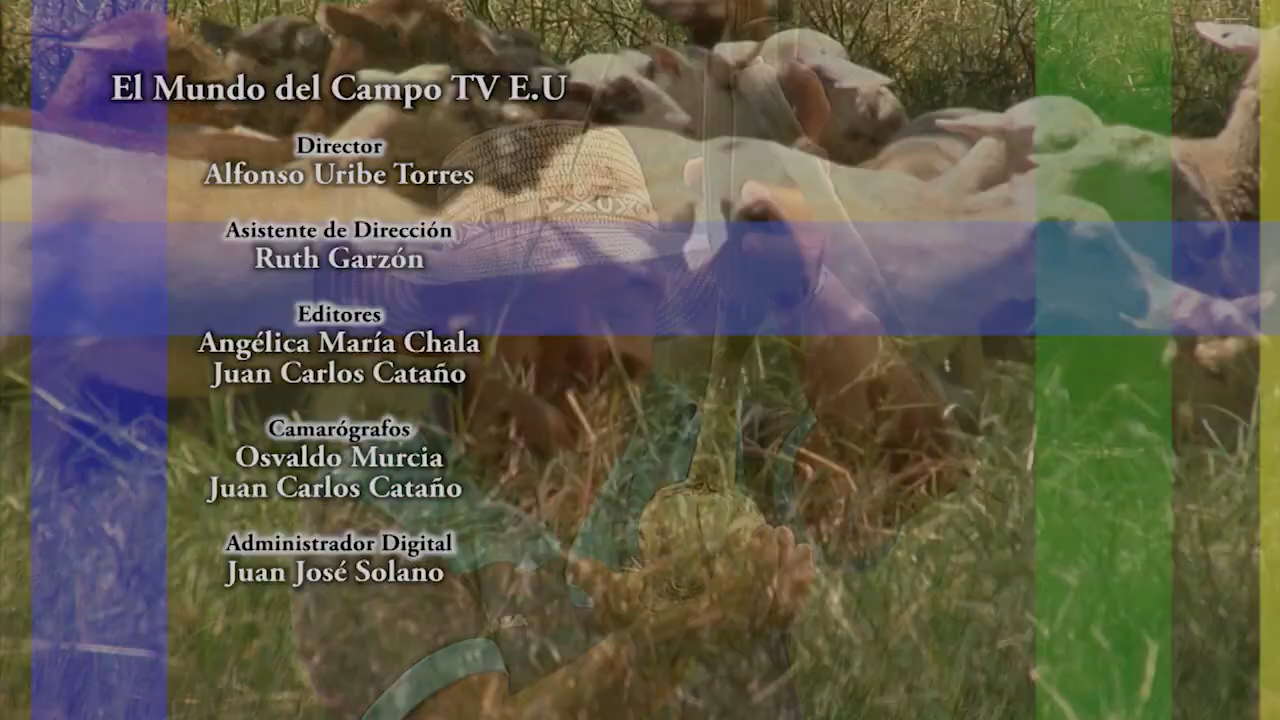 El Mundo del Campo TV E.U
Director
Alfonso Uribe Torres
Asistente de Dirección
Ruth Garzón
Editores
Angélica María Chala
Juan Carlos Cataño
Camarógrafos
Osvaldo Murcia
Juan Carlos Cataño
Administrador Digital
Juan José Solano